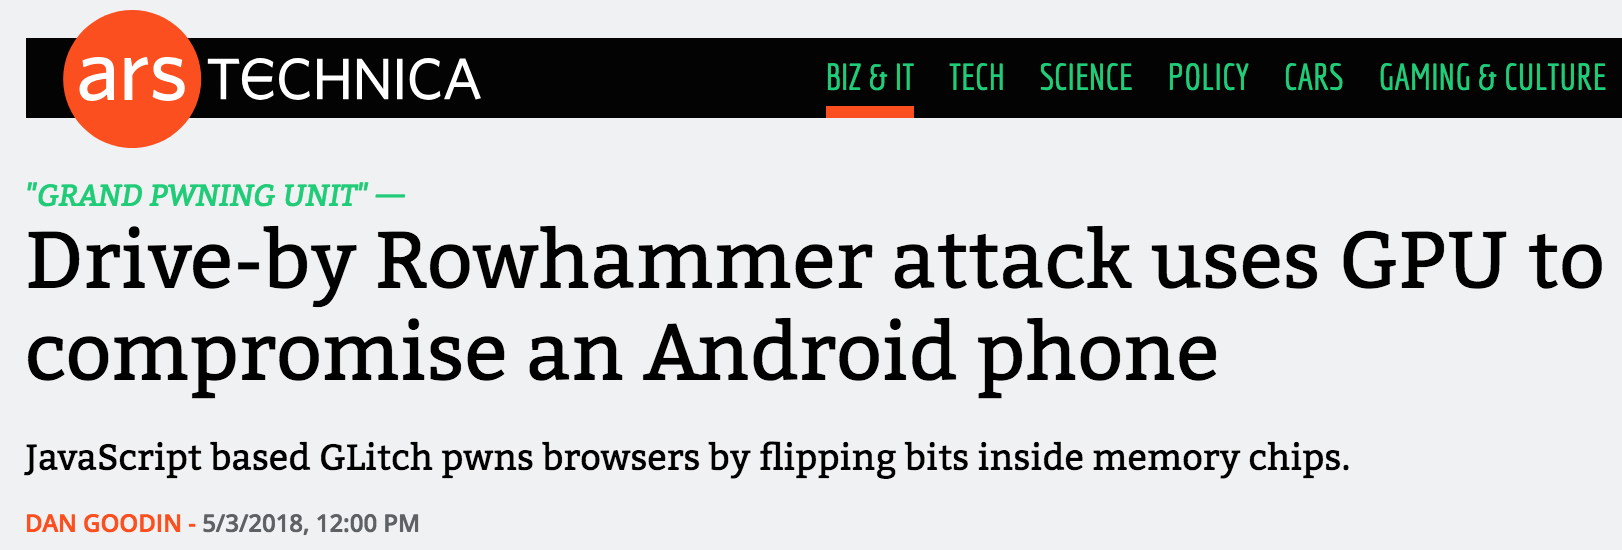 ars TECHNICA
BIZ & IT TECH SCIENCE POLICY CARS GAMING & CULTURE
"GRAND PWNING UNIT" —
Drive-by Rowhammer attack uses GPU to
compromise an Android phone
JavaScript based GLitch pwns browsers by flipping bits inside memory chips.
DAN GOODIN - 5/3/2018, 12:00 PM